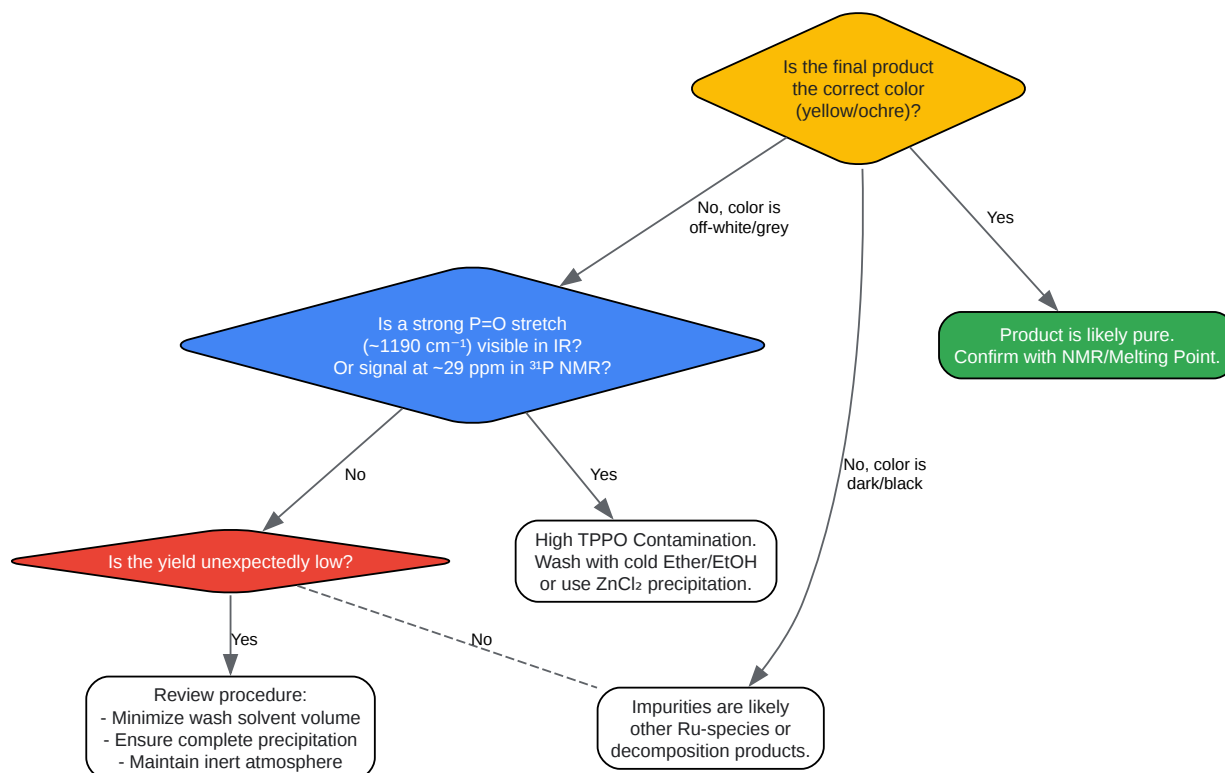 Is the final product
the correct color
(yellow/ochre)?
No, color is
off-white/grey
Yes
Is a strong P=O stretch
(~1190 cm⁻¹) visible in IR?
Or signal at ~29 ppm in ³¹P NMR?
Product is likely pure.
Confirm with NMR/Melting Point.
No
Yes
No, color is
dark/black
Is the yield unexpectedly low?
High TPPO Contamination.
Wash with cold Ether/EtOH
or use ZnCl₂ precipitation.
Yes
No
Review procedure:
- Minimize wash solvent volume
- Ensure complete precipitation
- Maintain inert atmosphere
Impurities are likely
other Ru-species or
decomposition products.